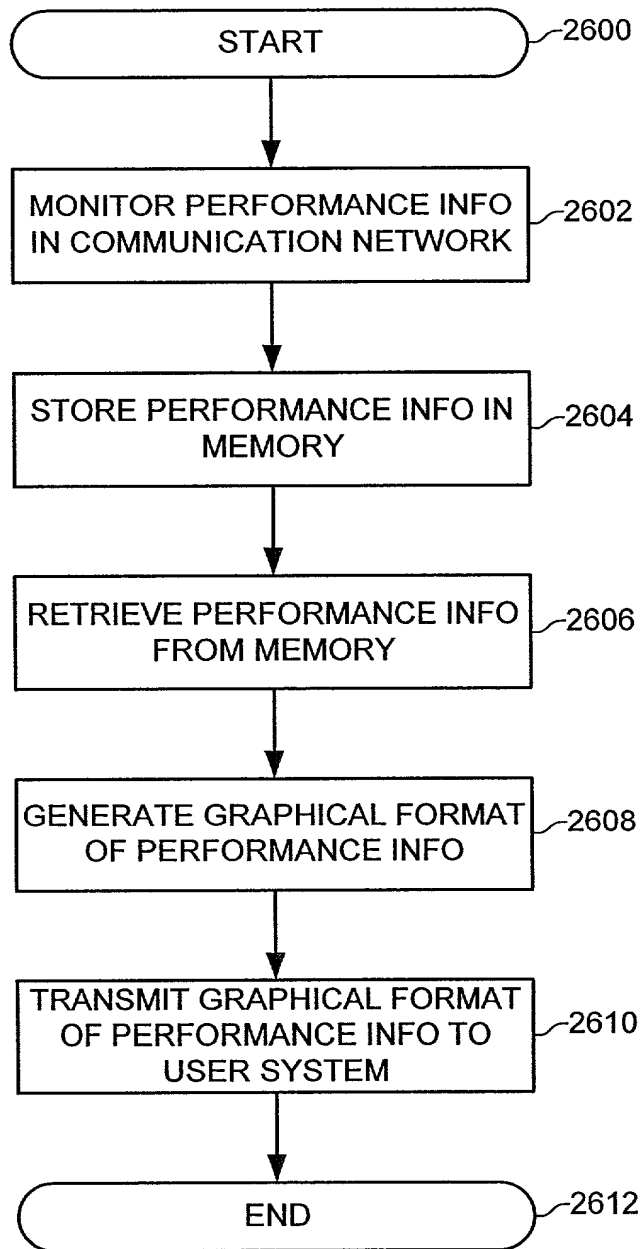 START
2600
MONITOR PERFORMANCE INFO
IN COMMUNICATION NETWORK
2602
STORE PERFORMANCE INFO IN
MEMORY
2604
RETRIEVE PERFORMANCE INFO
FROM MEMORY
2606
GENERATE GRAPHICAL FORMAT
OF PERFORMANCE INFO
2608
TRANSMIT GRAPHICAL FORMAT
OF PERFORMANCE INFO TO
USER SYSTEM
2610
END
2612